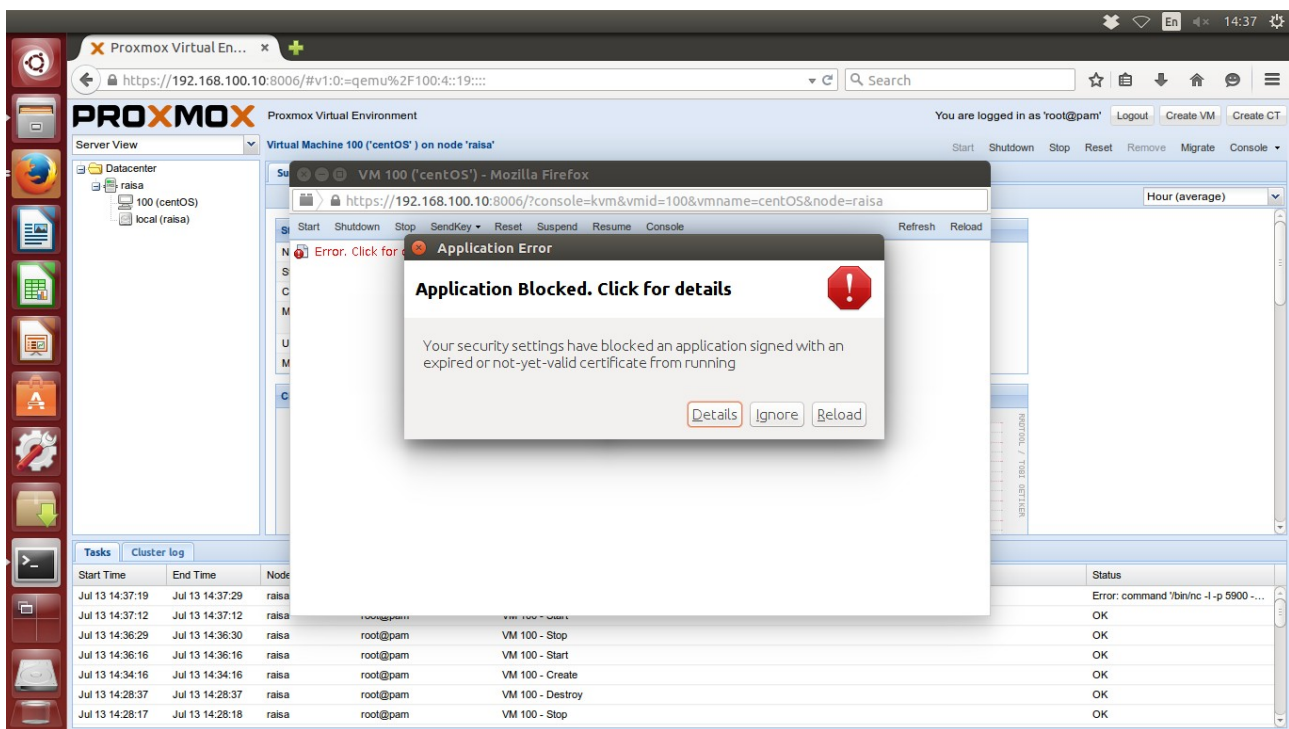 En 14:37
Proxmox Virtual En...
https://192.168.100.10:8006/#v1:0:=qemu%2F100:4::19::::
Search
PROXMOX Proxmox Virtual Environment
You are logged in as 'root@pam' Logout Create VM Create CT
Server View
Virtual Machine 100 ('centOS' ) on node 'raisa'
Start Shutdown Stop Reset Remove Migrate Console
Datacenter
raisa
100 (centOS)
local (raisa)
Su
Hour (average)
VM 100 ('centOS') - Mozilla Firefox
https://192.168.100.10:8006/?console=kvm&vmid=100&vmname=centOS&node=raisa
Start Shutdown Stop SendKey Reset Suspend Resume Console Refresh Reload
Error. Click for
Application Error
Application Blocked. Click for details
Your security settings have blocked an application signed with an
expired or not-yet-valid certificate from running
Details Ignore Reload
N
S
C
M
U
M
C
RRDTOOL / TOBI OETIKER
Tasks Cluster log
Start Time End Time Node Status
Jul 13 14:37:19 Jul 13 14:37:29 raisa Error: command '/bin/nc -l -p 5900 -...
Jul 13 14:37:12 Jul 13 14:37:12 raisa root@pam VM 100 - Start OK
Jul 13 14:36:29 Jul 13 14:36:30 raisa root@pam VM 100 - Stop OK
Jul 13 14:36:16 Jul 13 14:36:16 raisa root@pam VM 100 - Start OK
Jul 13 14:34:16 Jul 13 14:34:16 raisa root@pam VM 100 - Create OK
Jul 13 14:28:37 Jul 13 14:28:37 raisa root@pam VM 100 - Destroy OK
Jul 13 14:28:17 Jul 13 14:28:18 raisa root@pam VM 100 - Stop OK